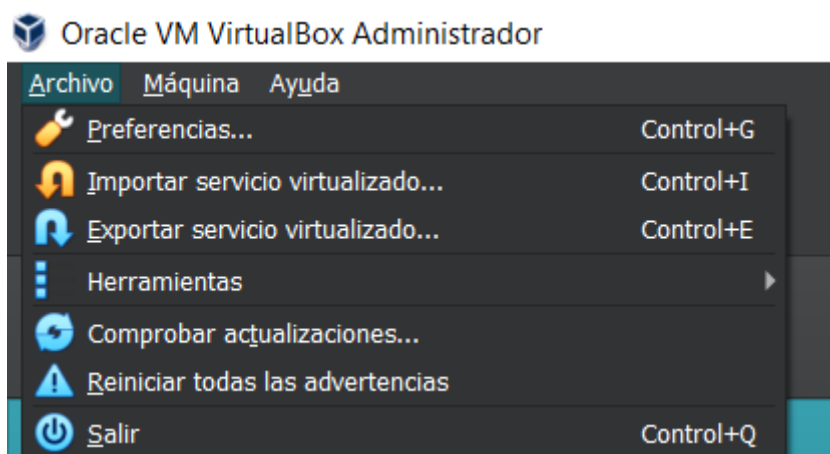 Oracle VM VirtualBox Administrador
Archivo Máquina Ayuda
Preferencias... Control+G
Importar servicio virtualizado... Control+I
Exportar servicio virtualizado... Control+E
Herramientas
Comprobar actualizaciones...
Reiniciar todas las advertencias
Salir Control+Q